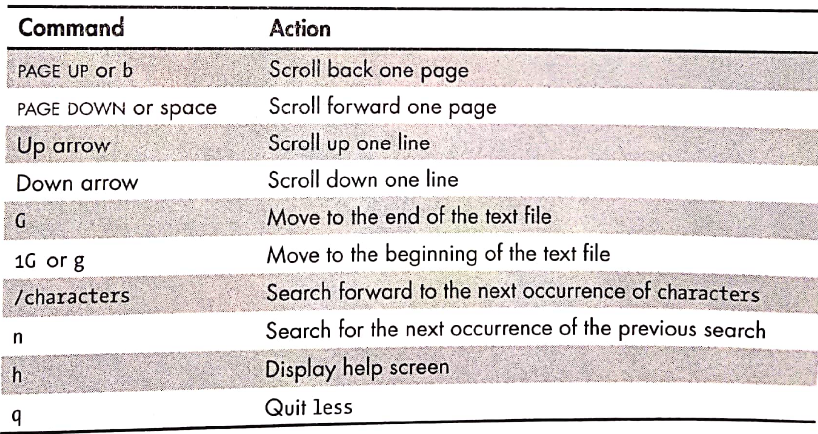 Command Action
PAGE UP or b Scroll back one page
PAGE DOWN or space Scroll forward one page
Up arrow Scroll up one line
Down arrow Scroll down one line
G Move to the end of the text file
1G or g Move to the beginning of the text file
/characters Search forward to the next occurrence of characters
n Search for the next occurrence of the previous search
h Display help screen
q Quit less